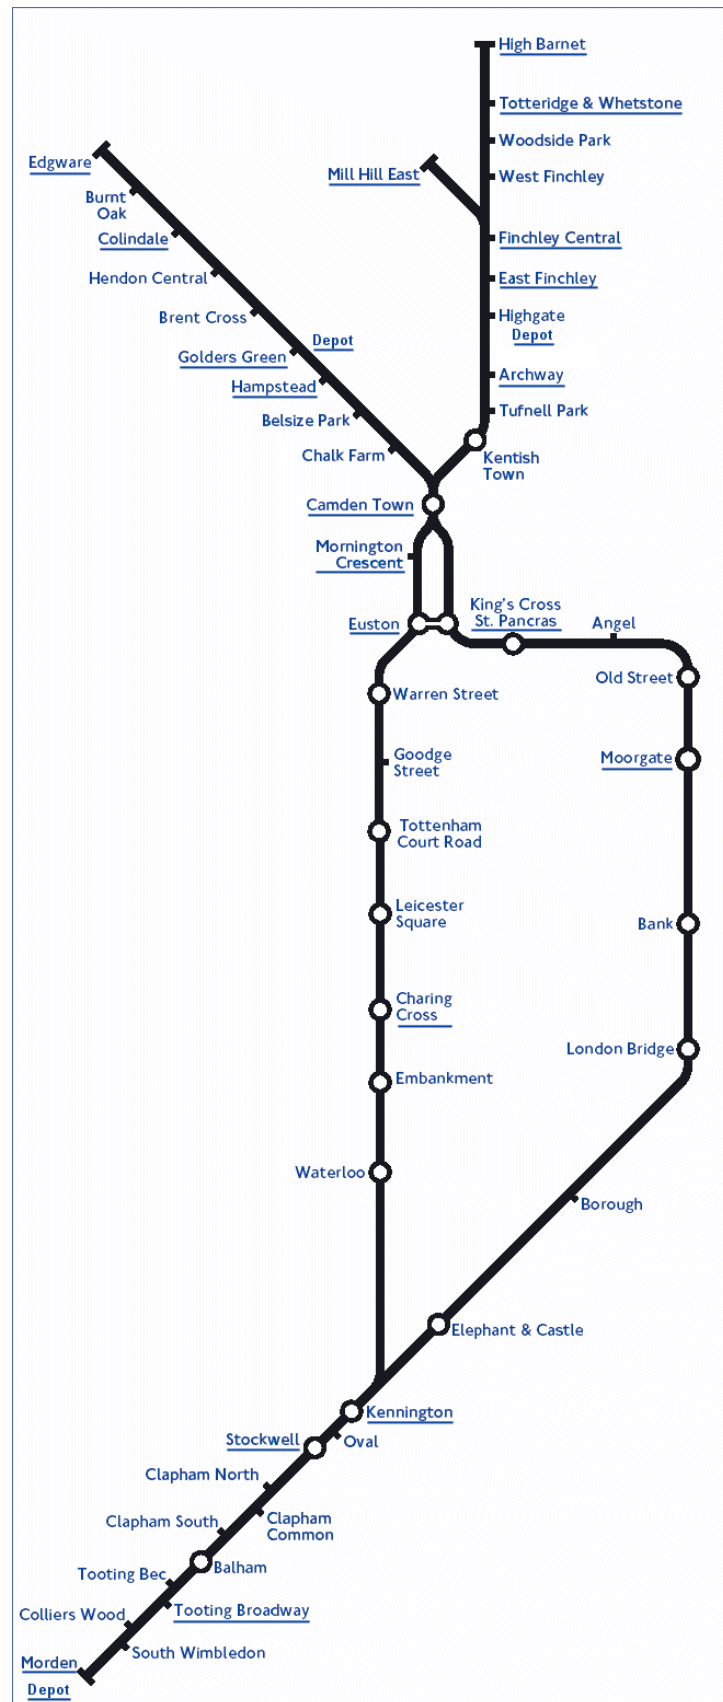 High Barnet
Totteridge & Whetstone
Woodside Park
Edgware
Mill Hill East
West Finchley
Burnt
Oak
Colindale
Finchley Central
Hendon Central
East Finchley
Brent Cross
Highgate
Depot
Depot
Golders Green
Hampstead
Archway
Belsize Park
Tufnell Park
Chalk Farm
Kentish
Town
Camden Town
Mornington
Crescent
King's Cross
St. Pancras
Euston
Angel
Old Street
Warren Street
Goodge
Street
Moorgate
Tottenham
Court Road
Leicester
Square
Bank
Charing
Cross
London Bridge
Embankment
Waterloo
Borough
Elephant & Castle
Kennington
Stockwell
Oval
Clapham North
Clapham South
Clapham
Common
Balham
Tooting Bec
Tooting Broadway
Colliers Wood
South Wimbledon
Morden
Depot